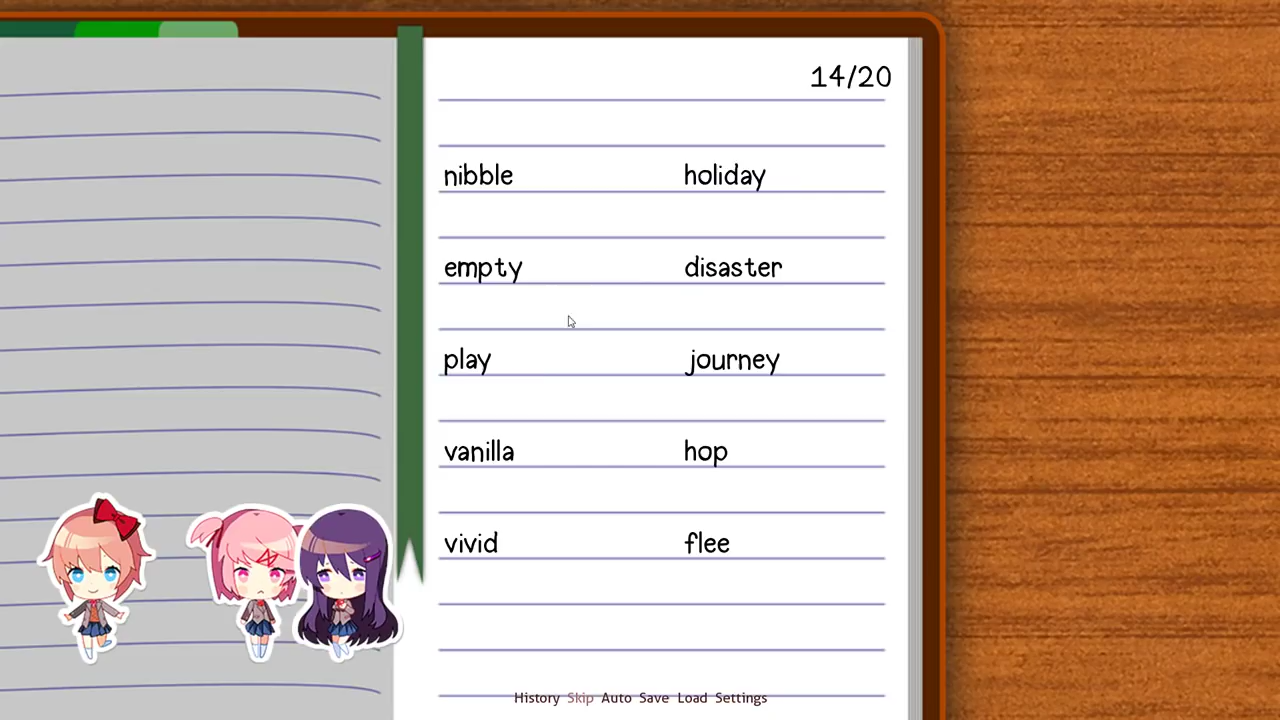 14/20
nibble holiday
empty disaster
play journey
vanilla hop
vivid flee
History Skip Auto Save Load Settings